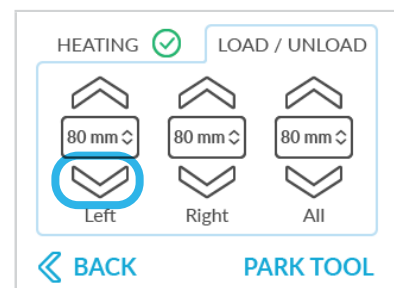 HEATING LOAD / UNLOAD
80 mm 80 mm 80 mm
Left Right All
BACK PARK TOOL